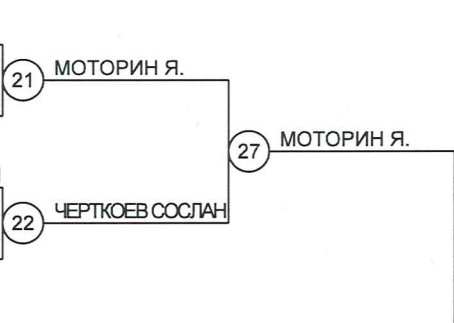 21 МОТОРИН Я.
27 МОТОРИН Я.
22 ЧЕРТКОЕВ СОСЛАН